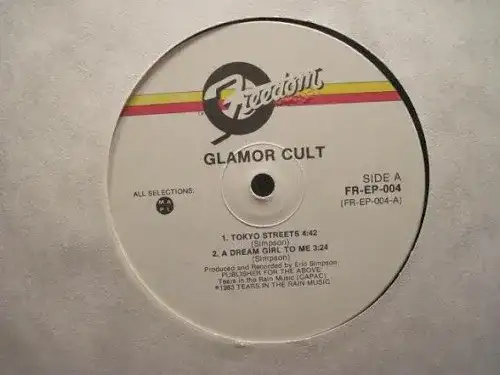 Freedom
GLAMOR CULT
ALL SELECTIONS:
M A
P L
SIDE A
FR-EP-004
(FR-EP-004-A)
1. TOKYO STREETS 4:42
(Simpson)
2. A DREAM GIRL TO ME 3:24
(Simpson)
Produced and Recorded by Eric Simpson
PUBLISHER FOR THE ABOVE:
Tears in the Rain Music (CAPAC)
℗1983 TEARS IN THE RAIN MUSIC